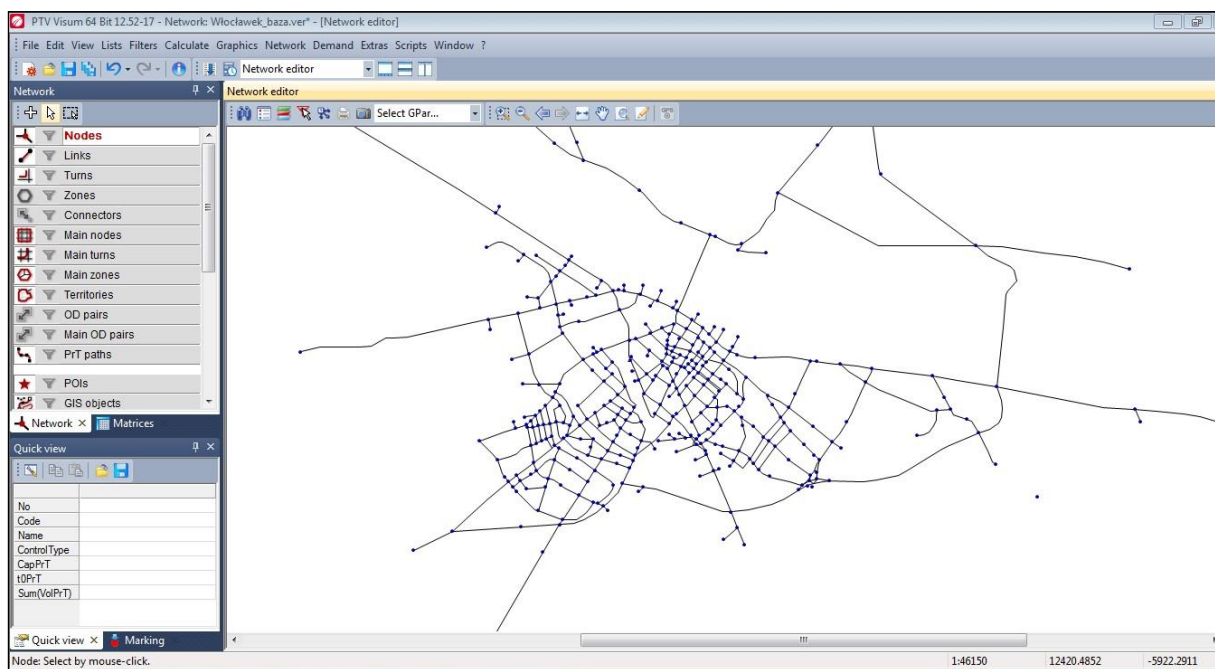 PTV Visum 64 Bit 12.52-17 - Network: Włocławek_baza.ver* - [Network editor]
File Edit View Lists Filters Calculate Graphics Network Demand Extras Scripts Window ?
Network editor
Network
Network editor
Select GPar...
Nodes
Links
Turns
Zones
Connectors
Main nodes
Main turns
Main zones
Territories
OD pairs
Main OD pairs
PrT paths
POIs
GIS objects
Network
Matrices
Quick view
No
Code
Name
ControlType
CapPrT
t0PrT
Sum(VolPrT)
Quick view
Marking
Node: Select by mouse-click.
1:46150
12420.4852
-5922.2911